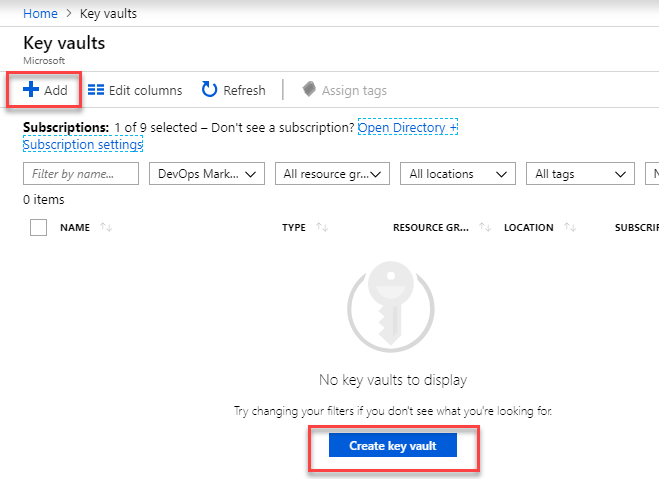 Home > Key vaults
Key vaults
Microsoft
Add Edit columns Refresh Assign tags
Subscriptions: 1 of 9 selected – Don't see a subscription? Open Directory +
Subscription settings
Filter by name... DevOps Mark... All resource gr... All locations All tags N
0 items
NAME TYPE RESOURCE GR... LOCATION SUBSCRIP
No key vaults to display
Try changing your filters if you don't see what you're looking for.
Create key vault